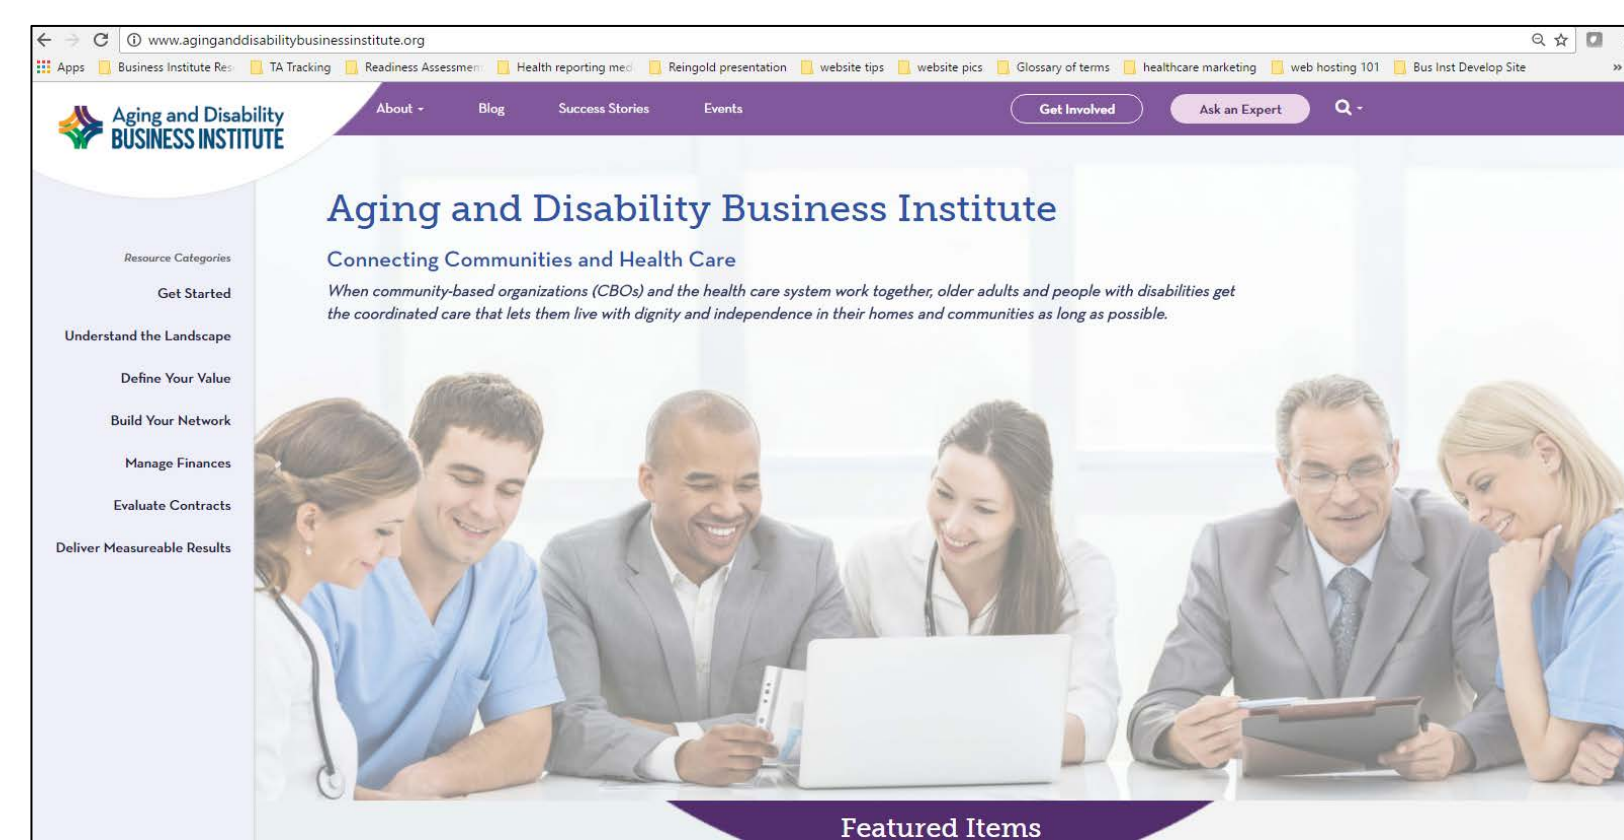 www.aginganddisabilitybusinessinstitute.org
Apps Business Institute Res TA Tracking Readiness Assessmen Health reporting med Reingold presentation website tips website pics Glossary of terms healthcare marketing web hosting 101 Bus Inst Develop Site »
Aging and Disability
BUSINESS INSTITUTE
About Blog Success Stories Events Get Involved Ask an Expert
Aging and Disability Business Institute
Connecting Communities and Health Care
When community-based organizations (CBOs) and the health care system work together, older adults and people with disabilities get
the coordinated care that lets them live with dignity and independence in their homes and communities as long as possible.
Resource Categories
Get Started
Understand the Landscape
Define Your Value
Build Your Network
Manage Finances
Evaluate Contracts
Deliver Measureable Results
Featured Items